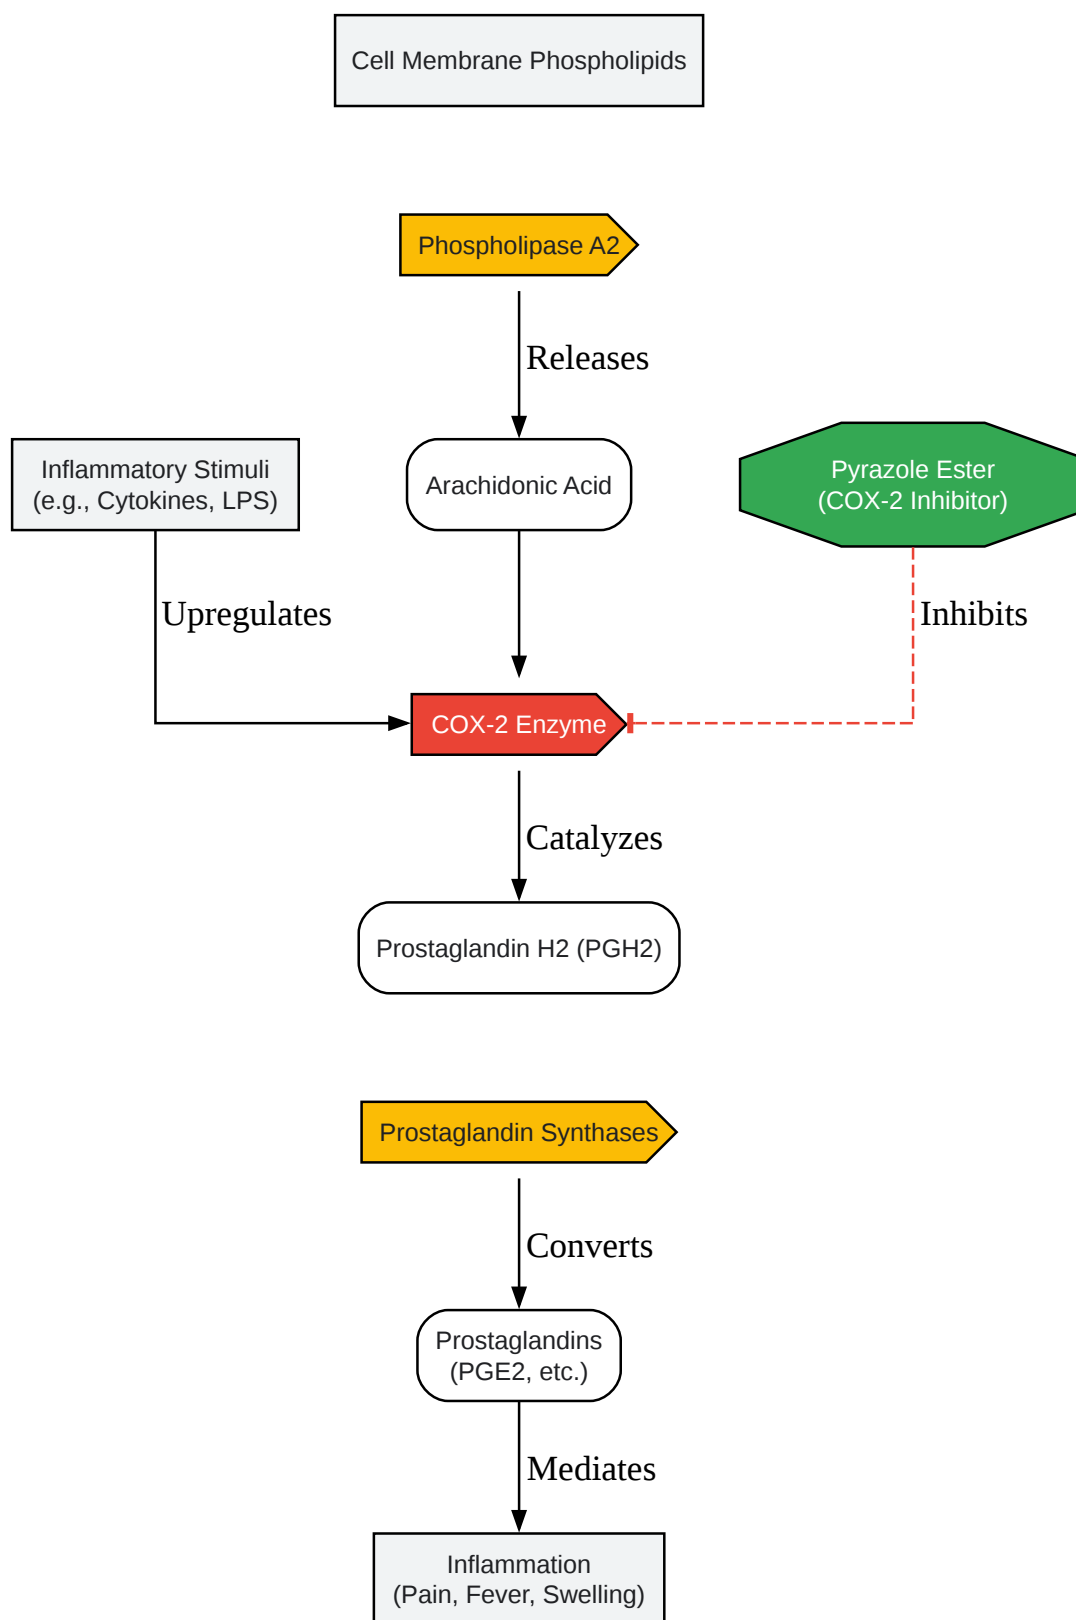 Cell Membrane Phospholipids
Phospholipase A2
Releases
Inflammatory Stimuli
(e.g., Cytokines, LPS)
Arachidonic Acid
Pyrazole Ester
(COX-2 Inhibitor)
Upregulates
Inhibits
COX-2 Enzyme
Catalyzes
Prostaglandin H2 (PGH2)
Prostaglandin Synthases
Converts
Prostaglandins
(PGE2, etc.)
Mediates
Inflammation
(Pain, Fever, Swelling)